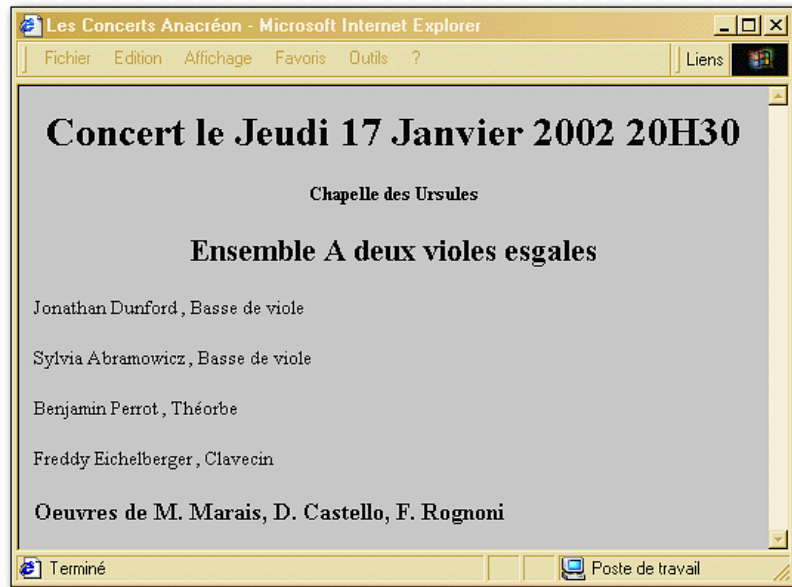 Les Concerts Anacréon - Microsoft Internet Explorer
Fichier Edition Affichage Favoris Outils ? Liens
Concert le Jeudi 17 Janvier 2002 20H30
Chapelle des Ursules
Ensemble A deux violes esgales
Jonathan Dunford , Basse de viole
Sylvia Abramowicz , Basse de viole
Benjamin Perrot , Théorbe
Freddy Eichelberger , Clavecin
Oeuvres de M. Marais, D. Castello, F. Rognoni
Terminé Poste de travail